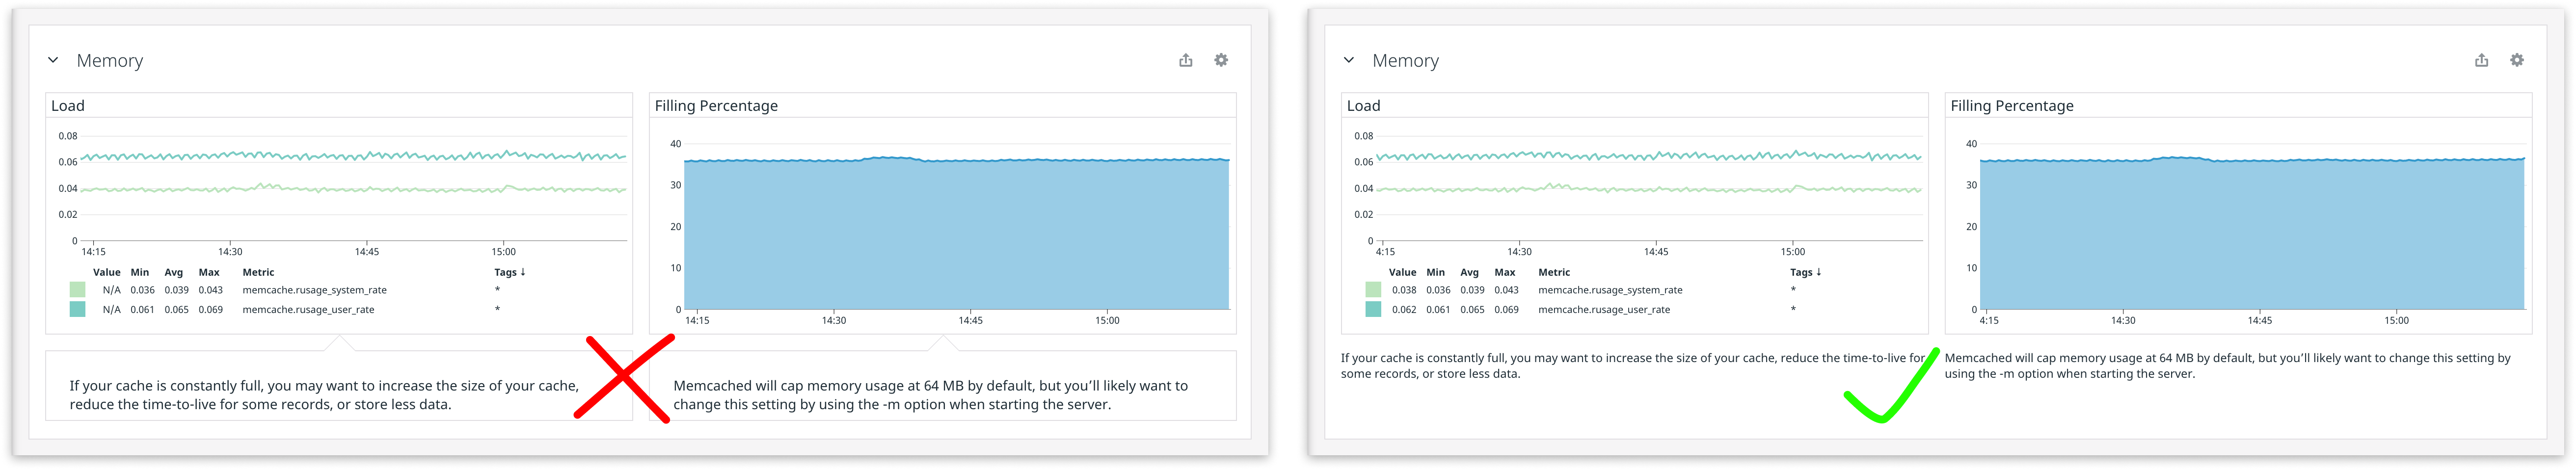 Memory
Load
0.08
0.06
0.04
0.02
0
14:15 14:30 14:45 15:00
Value Min Avg Max Metric Tags ↓
N/A 0.036 0.039 0.043 memcache.rusage_system_rate *
N/A 0.061 0.065 0.069 memcache.rusage_user_rate *
Filling Percentage
40
30
20
10
0
14:15 14:30 14:45 15:00
If your cache is constantly full, you may want to increase the size of your cache,
reduce the time-to-live for some records, or store less data.
Memcached will cap memory usage at 64 MB by default, but you’ll likely want to
change this setting by using the -m option when starting the server.
Memory
Load
0.08
0.06
0.04
0.02
0
4:15 14:30 14:45 15:00
Value Min Avg Max Metric Tags ↓
0.038 0.036 0.039 0.043 memcache.rusage_system_rate *
0.062 0.061 0.065 0.069 memcache.rusage_user_rate *
Filling Percentage
40
30
20
10
0
4:15 14:30 14:45 15:00
If your cache is constantly full, you may want to increase the size of your cache, reduce the time-to-live for
some records, or store less data.
Memcached will cap memory usage at 64 MB by default, but you’ll likely want to change this setting by
using the -m option when starting the server.